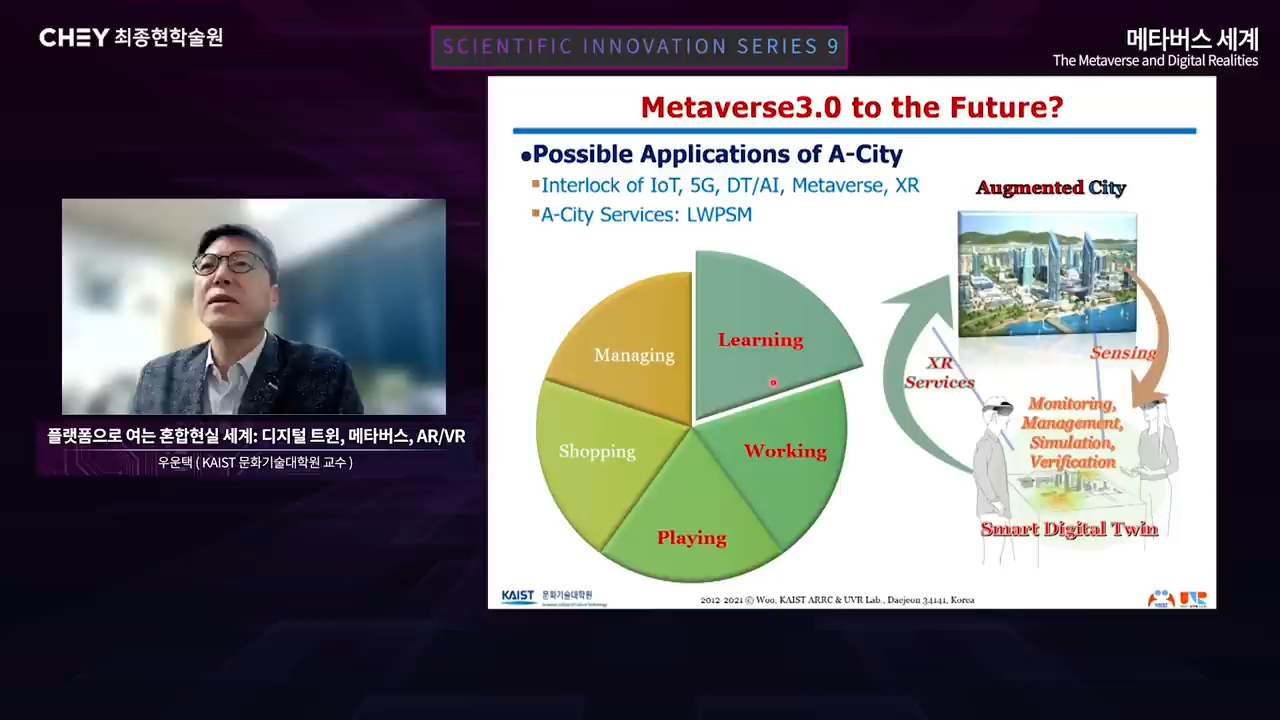 CHEY 최종현학술원
SCIENTIFIC INNOVATION SERIES 9
메타버스 세계
The Metaverse and Digital Realities
플랫폼으로 여는 혼합현실 세계: 디지털 트윈, 메타버스, AR/VR
우운택 ( KAIST 문화기술대학원 교수 )
Metaverse3.0 to the Future?
●Possible Applications of A-City
Interlock of IoT, 5G, DT/AI, Metaverse, XR
A-City Services: LWPSM
Learning
Working
Playing
Shopping
Managing
Augmented City
XR
Services
Sensing
Monitoring,
Management,
Simulation,
Verification
Smart Digital Twin
KAIST 문화기술대학원
2012-2021 ⓒ Woo, KAIST ARRC & UVR Lab., Daejeon 34141, Korea
KAIST
UVR